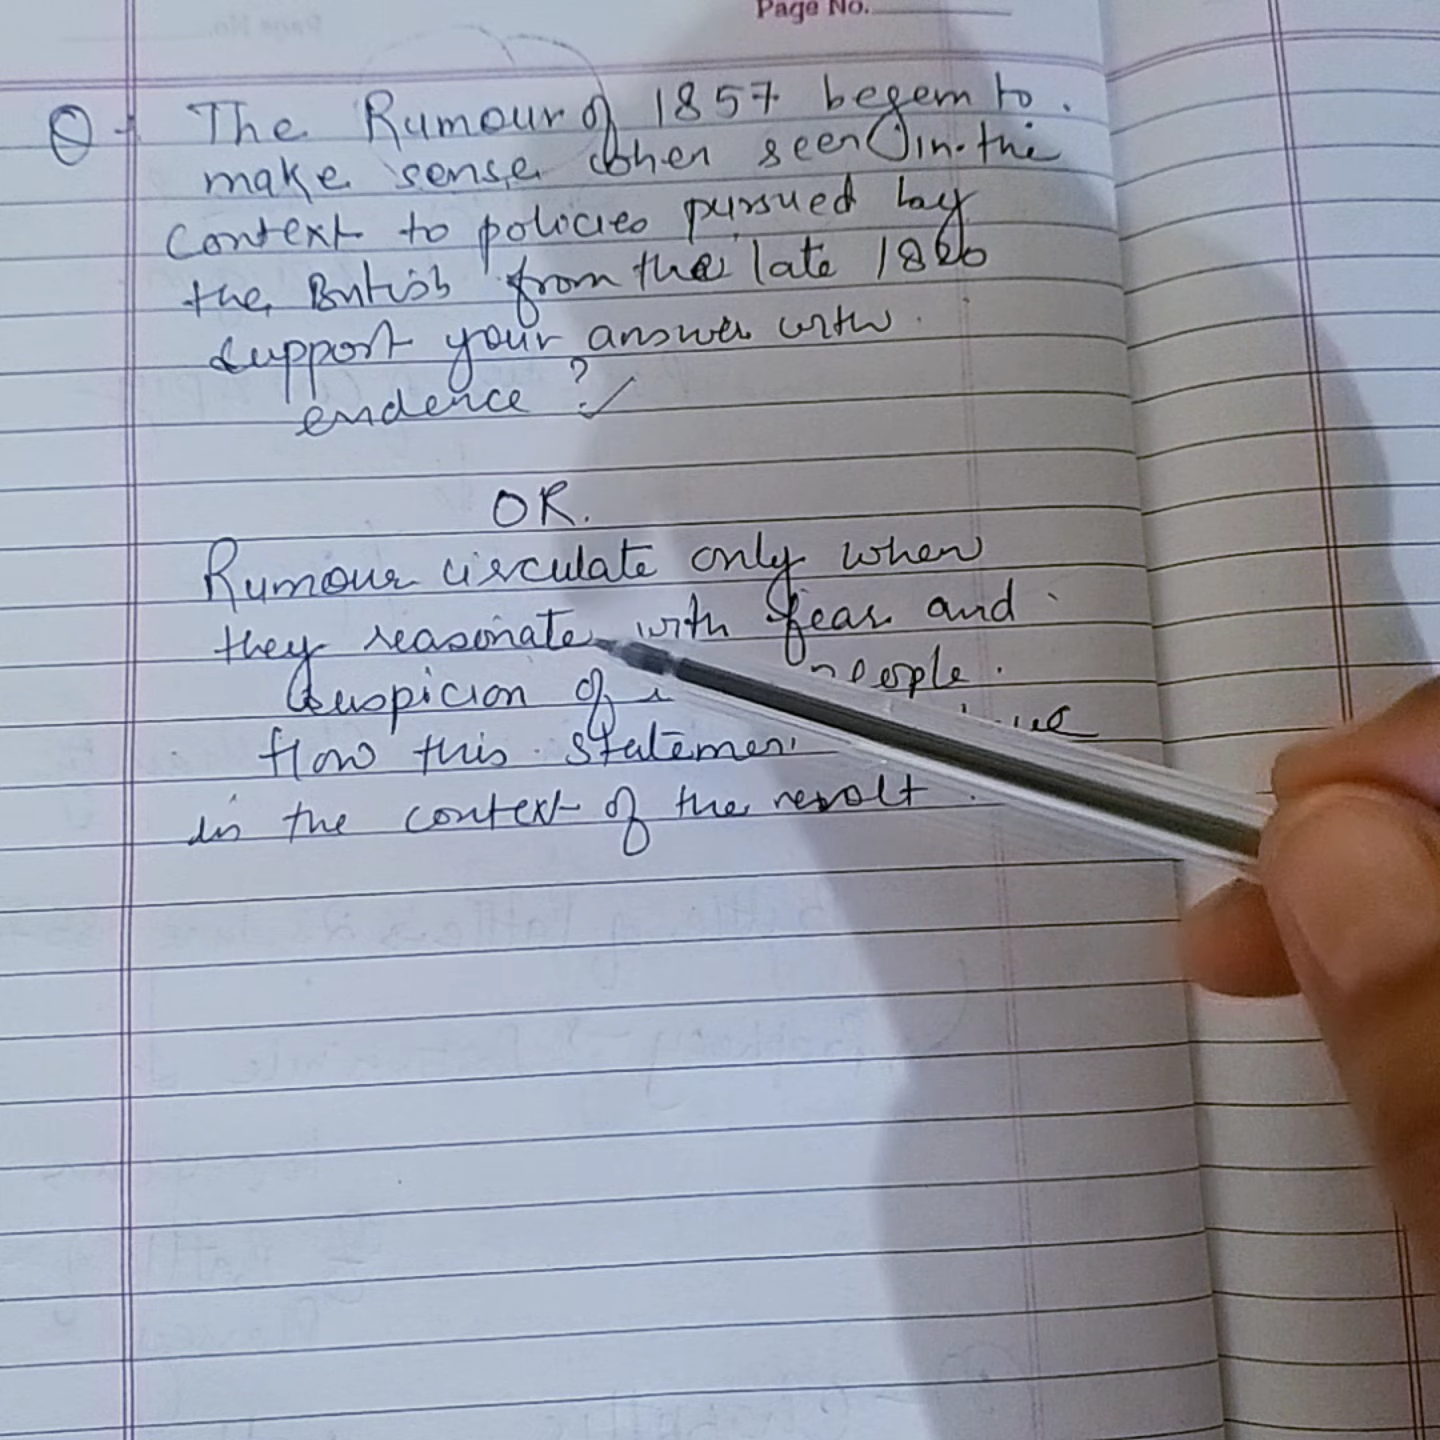 Page No.
Q - The Rumour of 1857 begem to.
make sense when seen in the
context to policies pursued by
the British from the late 1820
support your answer with.
evidence ?
OR.
Rumour circulate only when
they reasonate with fear and
suspicion of people.
How this statement
in the context of the revolt